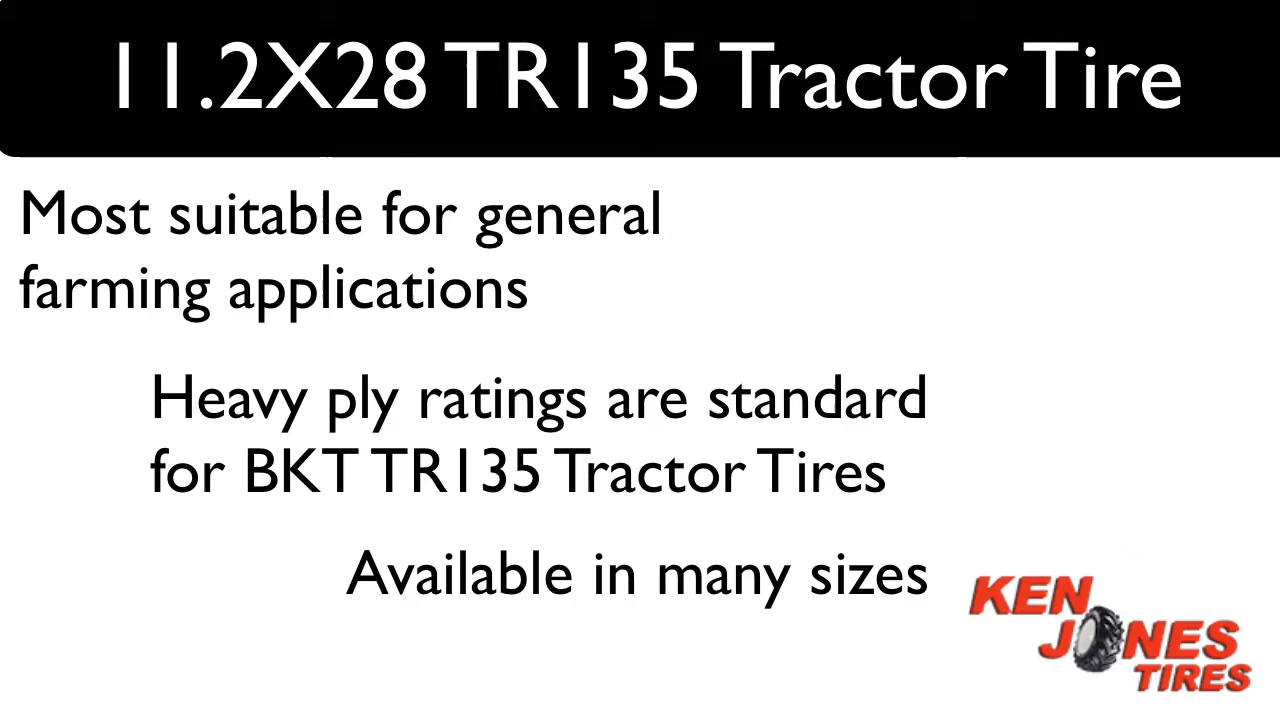 11.2X28 TR135 Tractor Tire
Most suitable for general
farming applications
Heavy ply ratings are standard
for BKT TR135 Tractor Tires
Available in many sizes
KEN
JONES
TIRES